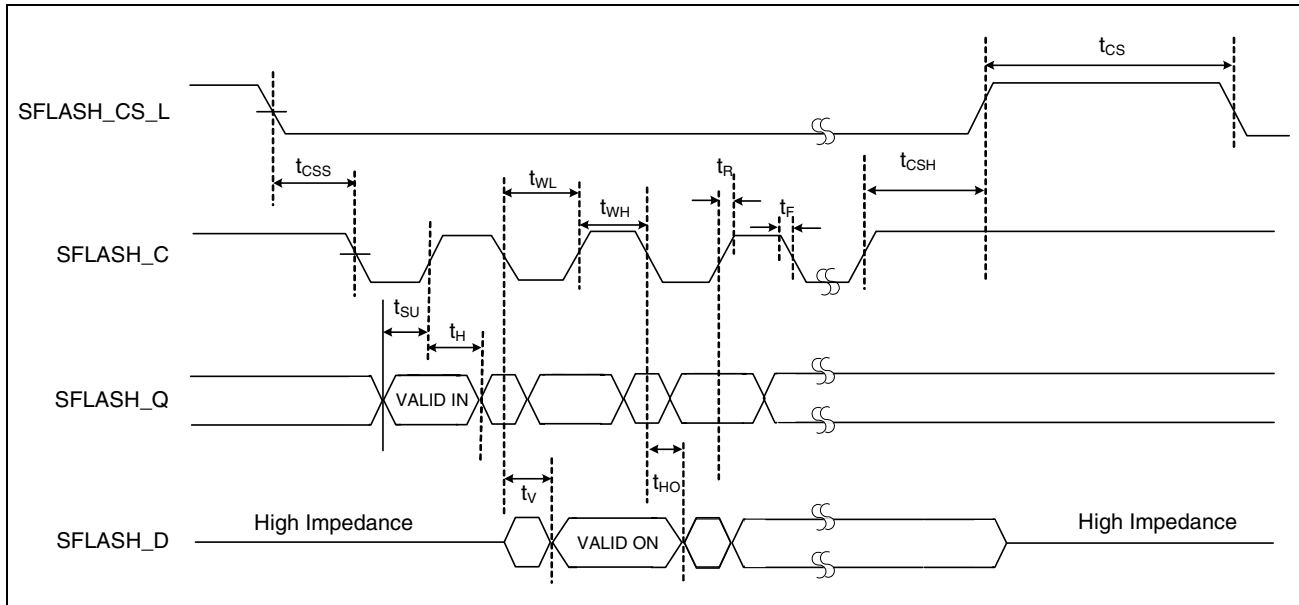 tCS
SFLASH_CS_L
tCSS
tWL
tWH
tR
tF
tCSH
SFLASH_C
tSU
tH
SFLASH_Q
VALID IN
tV
tHO
SFLASH_D
High Impedance
VALID ON
High Impedance